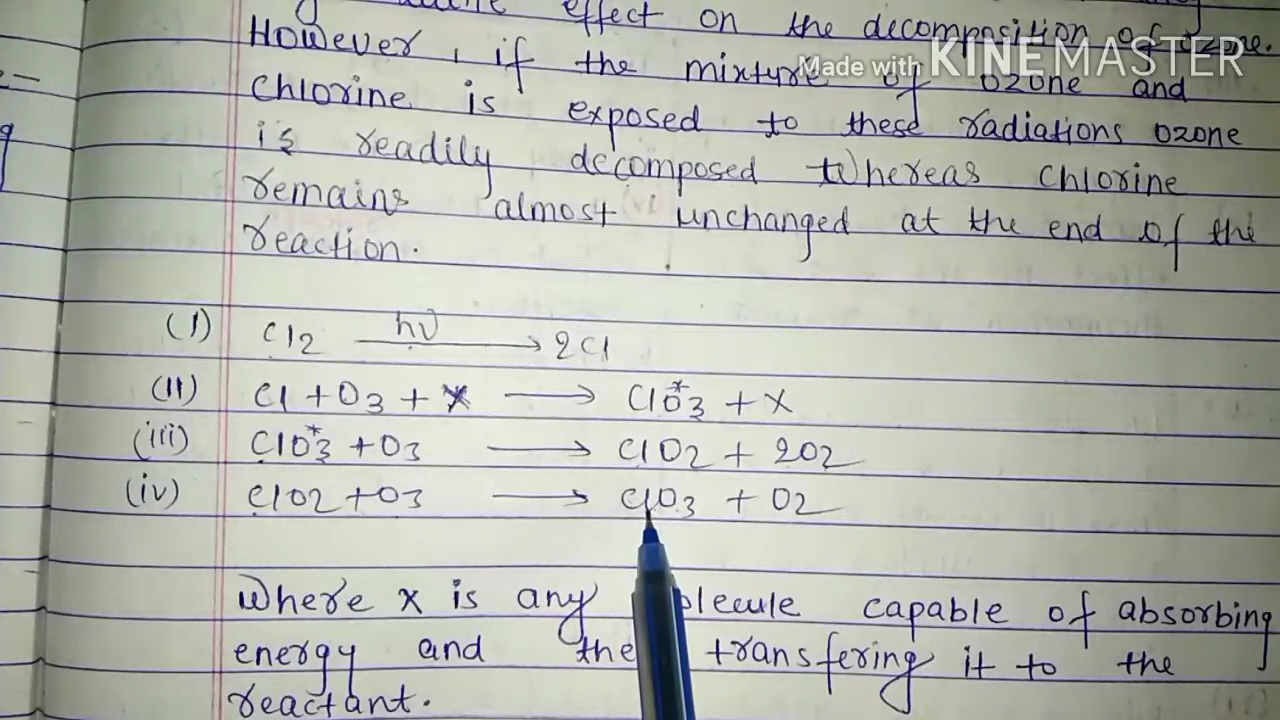 effect on the decomposition of ozone.
However, if the mixture of ozone and
Made with KINEMASTER
chlorine is exposed to these radiations ozone
is readily decomposed whereas chlorine
remains almost unchanged at the end of the
reaction.
(I) Cl2 hν → 2Cl
(II) Cl + O3 + X → ClO3* + X
(iii) ClO3* + O3 → ClO2 + 2O2
(iv) ClO2 + O3 → ClO3 + O2
Where x is any capable of absorbing
energy and transfering it to the
reactant.